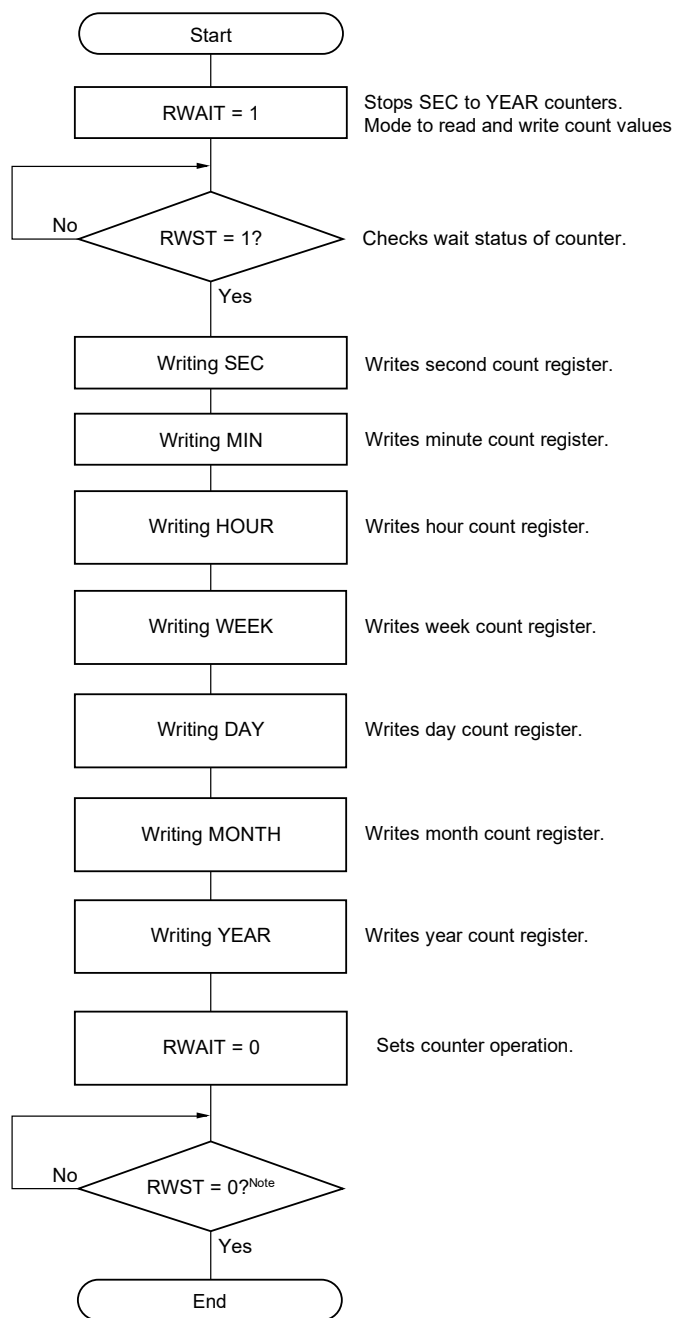 Start
RWAIT = 1
Stops SEC to YEAR counters.
Mode to read and write count values
No
RWST = 1?
Checks wait status of counter.
Yes
Writing SEC
Writes second count register.
Writing MIN
Writes minute count register.
Writing HOUR
Writes hour count register.
Writing WEEK
Writes week count register.
Writing DAY
Writes day count register.
Writing MONTH
Writes month count register.
Writing YEAR
Writes year count register.
RWAIT = 0
Sets counter operation.
No
RWST = 0?Note
Yes
End